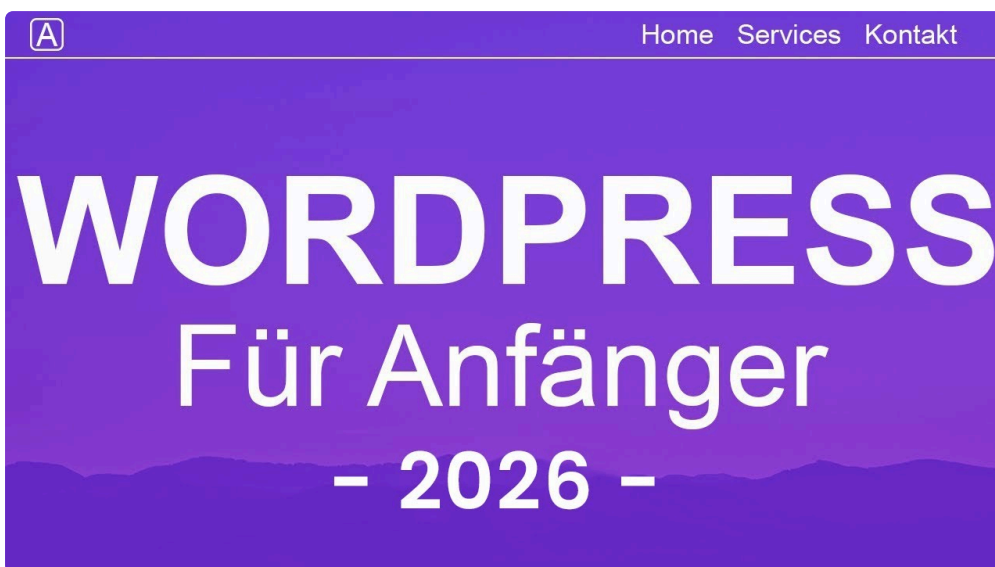 A
Home Services Kontakt
WORDPRESS
Für Anfänger
- 2026 -